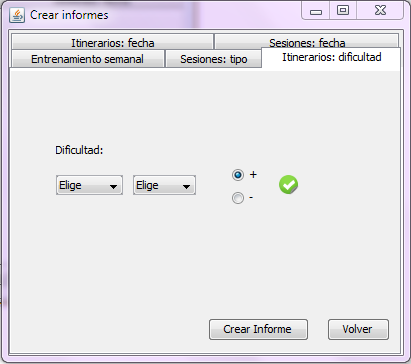 Crear informes
Itinerarios: fecha
Sesiones: fecha
Entrenamiento semanal
Sesiones: tipo
Itinerarios: dificultad
Dificultad:
Elige
Elige
+
-
Crear Informe
Volver